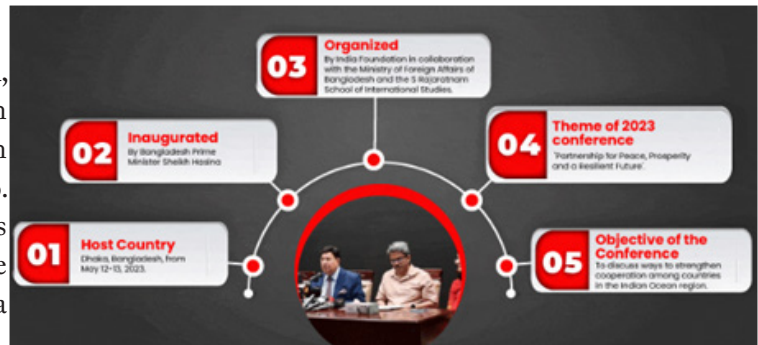 01
Host Country
Dhaka, Bangladesh, from
May 12-13, 2023.
02
Inaugurated
By Bangladesh Prime
Minister Sheikh Hasina
03
Organized
By India Foundation in collaboration
with the Ministry of Foreign Affairs of
Bangladesh and the S Rajaratnam
School of International Studies.
04
Theme of 2023
conference
'Partnership for Peace, Prosperity
and a Resilient Future'.
05
Objective of the
Conference
To discuss ways to strengthen
cooperation among countries
in the Indian Ocean region.